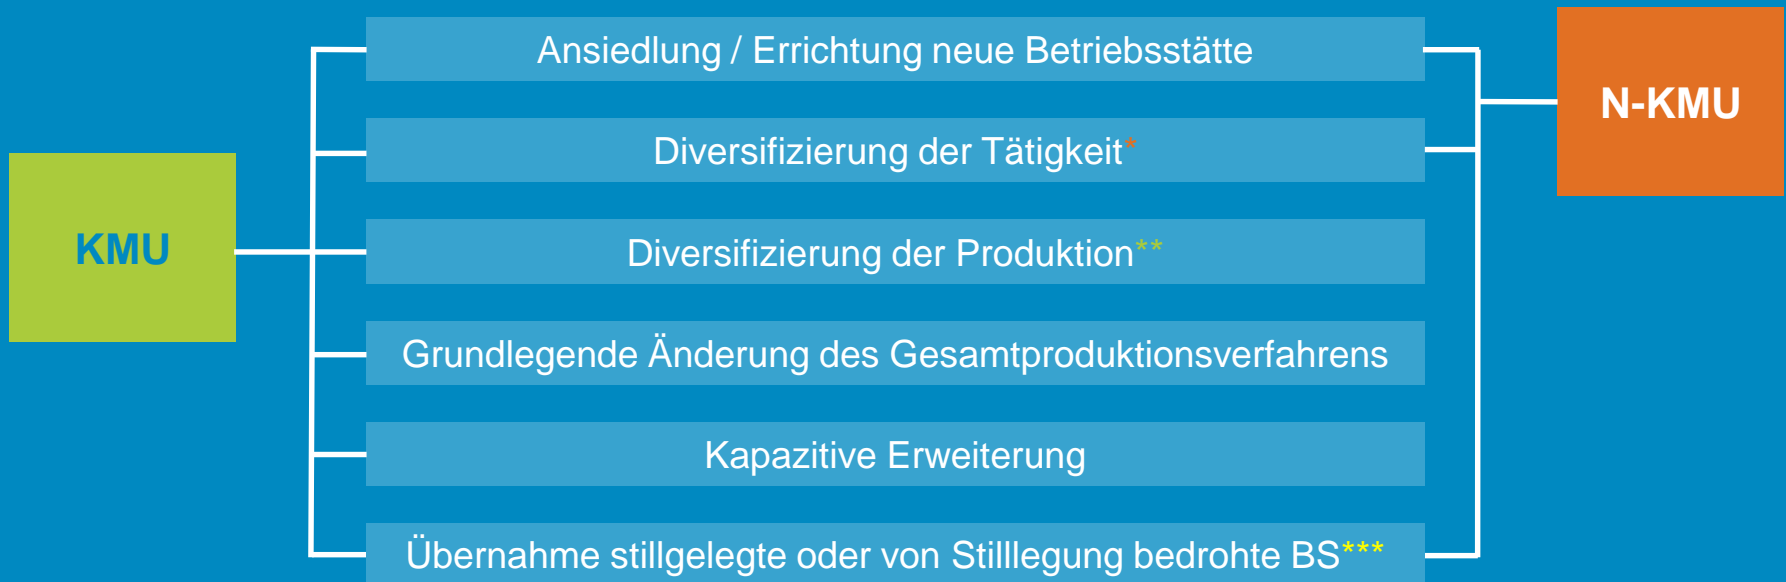 Ansiedlung / Errichtung neue Betriebsstätte
N-KMU
Diversifizierung der Tätigkeit*
KMU
Diversifizierung der Produktion**
Grundlegende Änderung des Gesamtproduktionsverfahrens
Kapazitive Erweiterung
Übernahme stillgelegte oder von Stilllegung bedrohte BS***